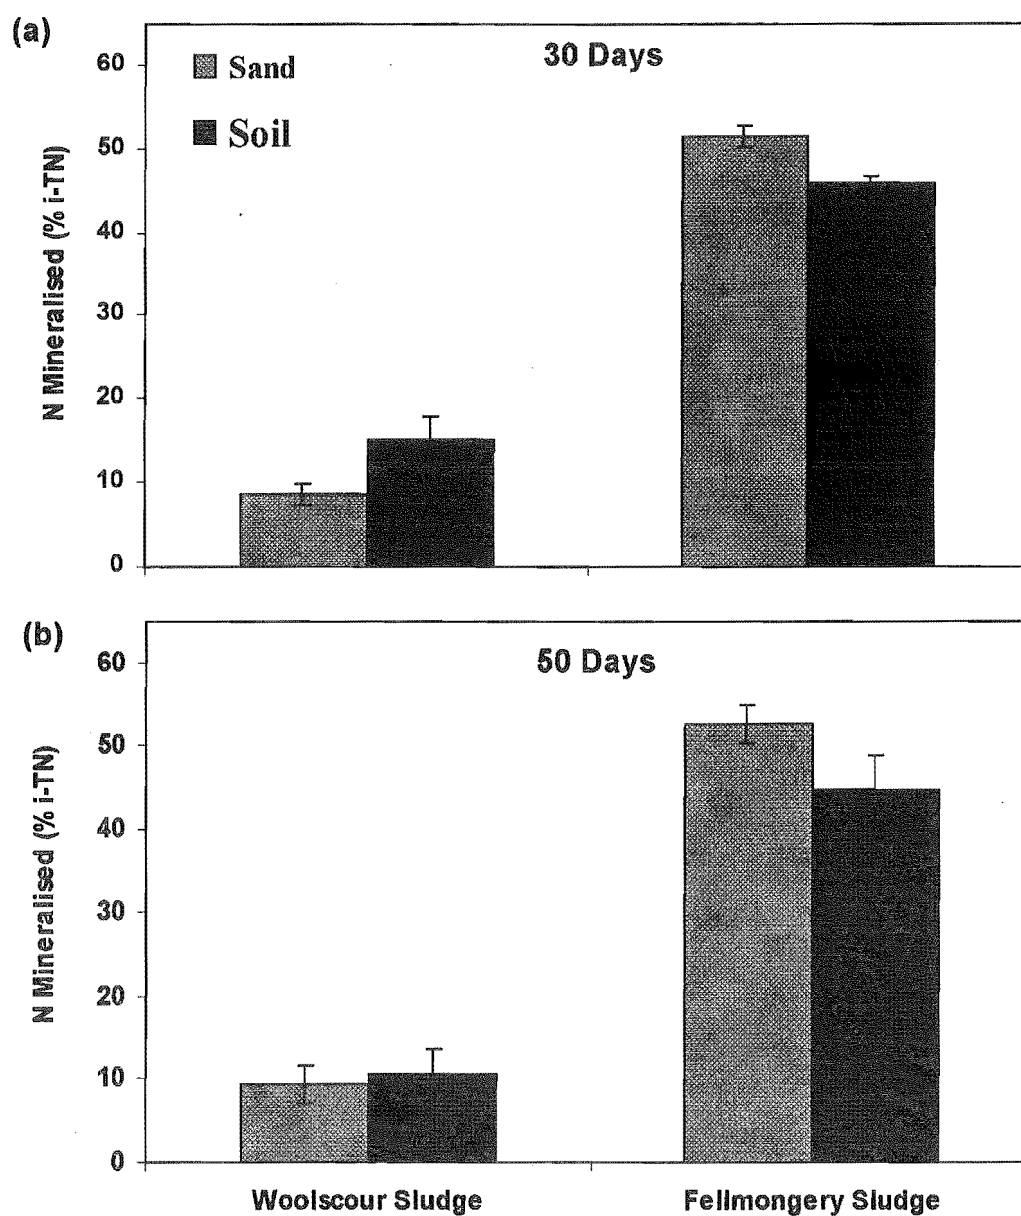 (a)
30 Days
Sand
Soil
N Mineralised (% i-TN)
60
50
40
30
20
10
0
(b)
50 Days
N Mineralised (% i-TN)
60
50
40
30
20
10
0
Woolscour Sludge
Fellmongery Sludge